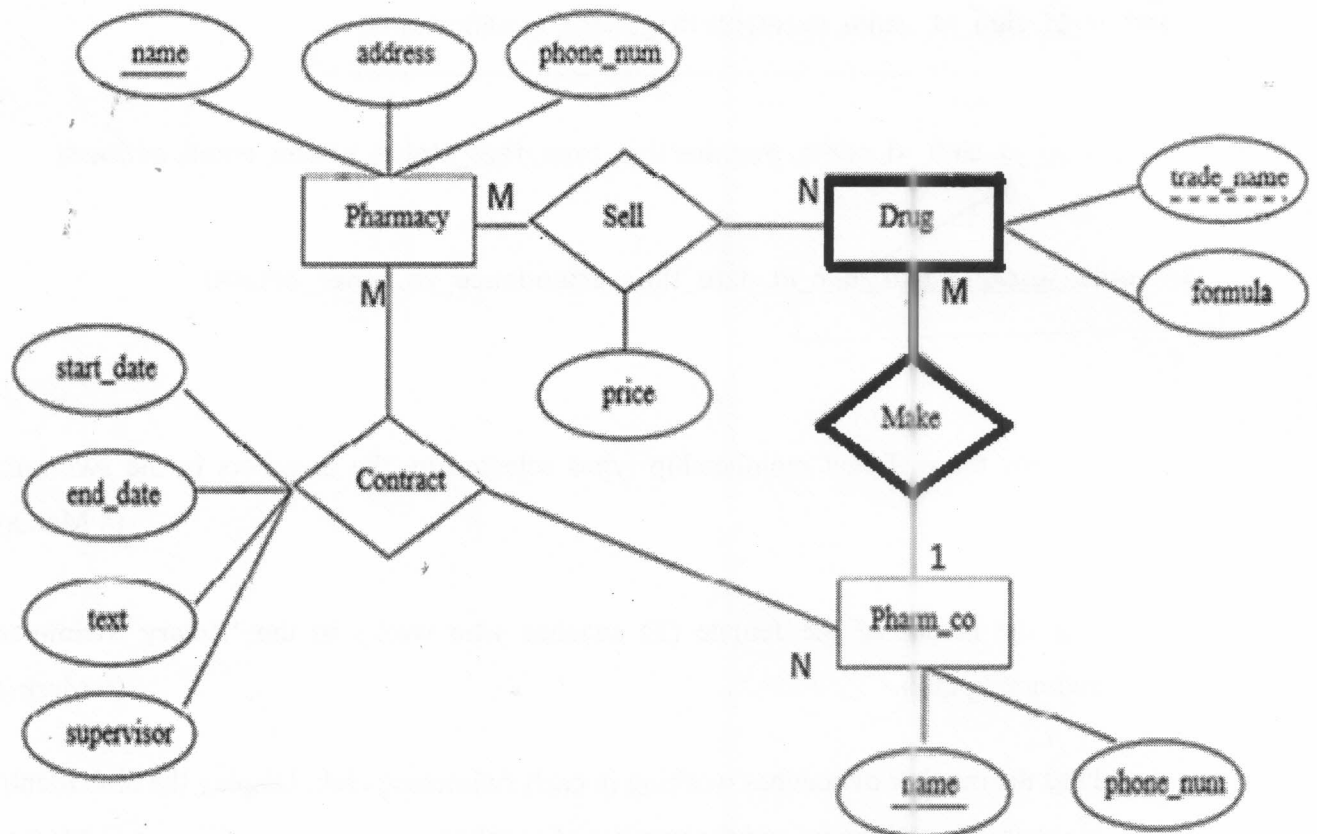 name
address
phone_num
Pharmacy
M
Sell
N
Drug
trade_name
formula
M
M
start_date
price
Make
end_date
Contract
text
1
Pharm_co
N
supervisor
name
phone_num